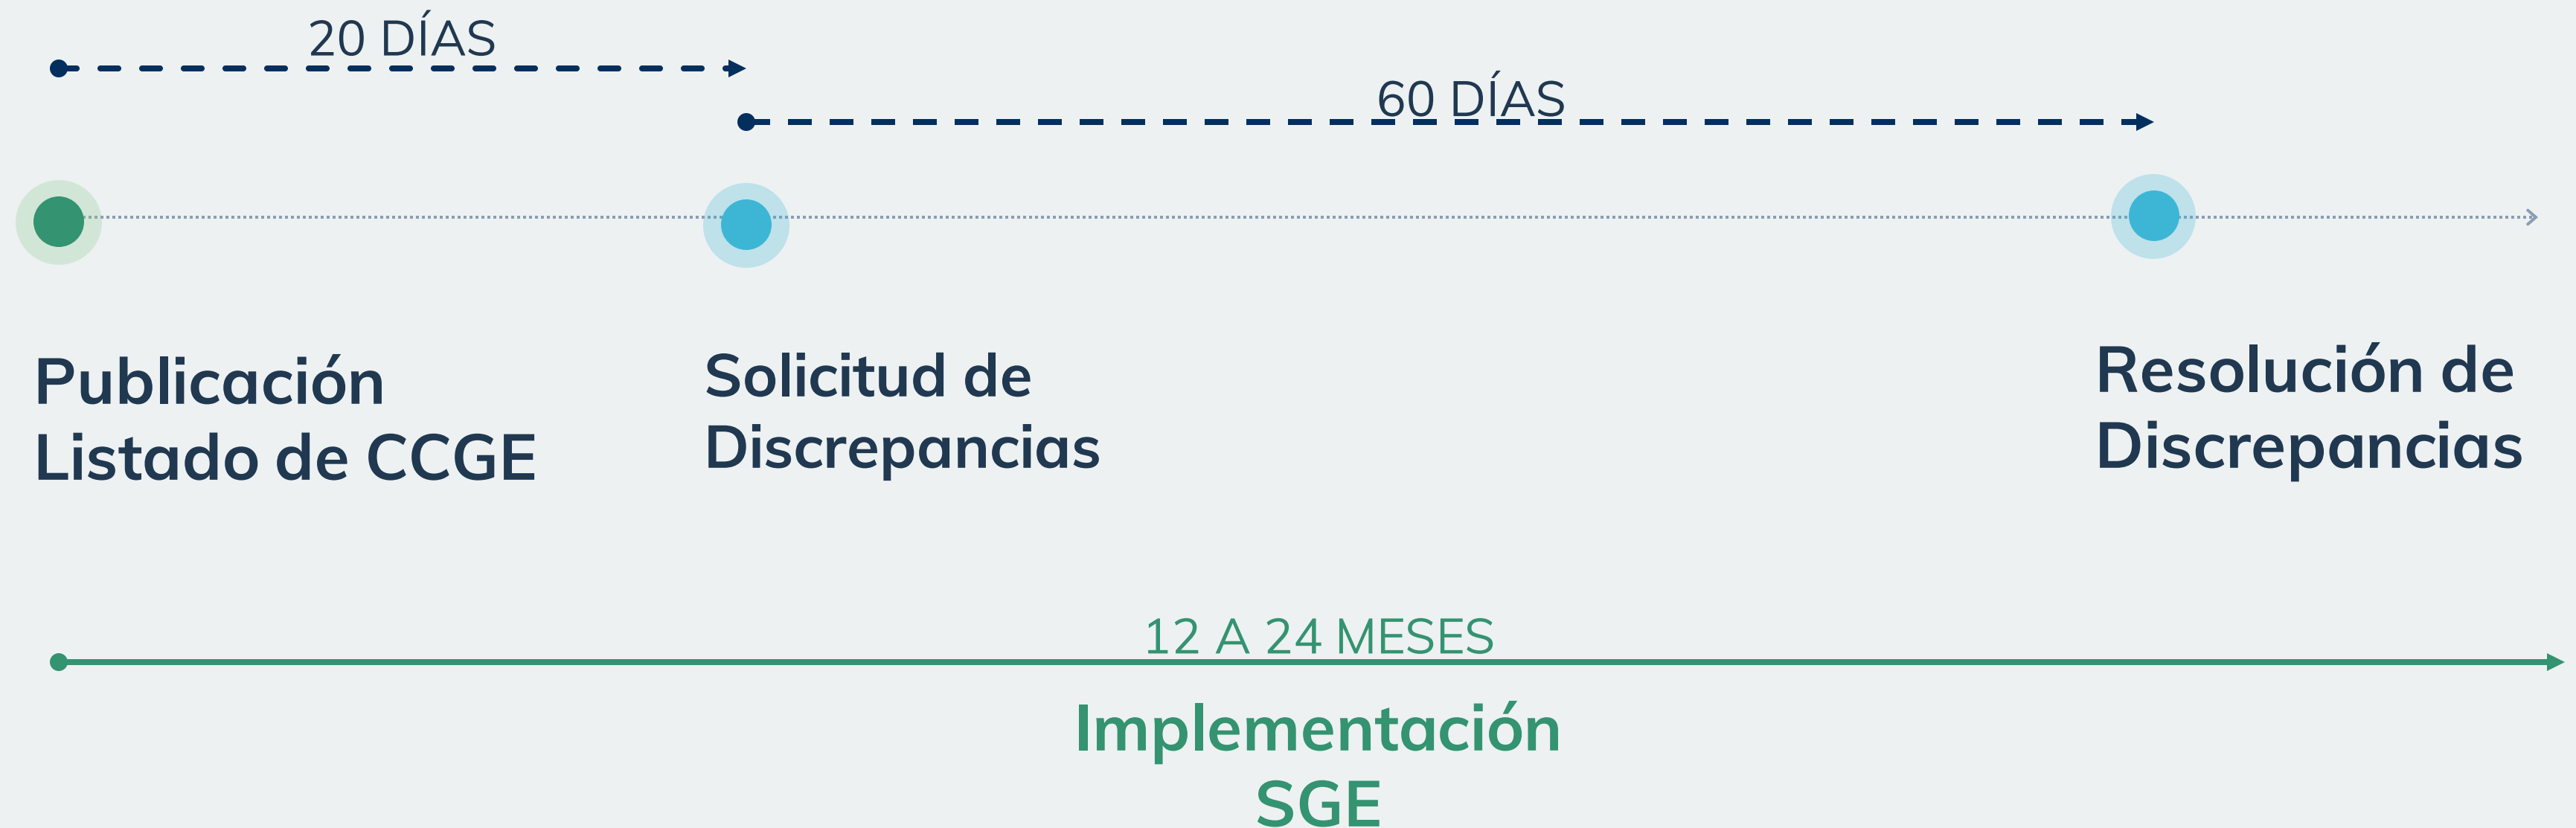 20 DÍAS
60 DÍAS
Publicación
Listado de CCGE
Solicitud de
Discrepancias
Resolución de
Discrepancias
12 A 24 MESES
Implementación
SGE